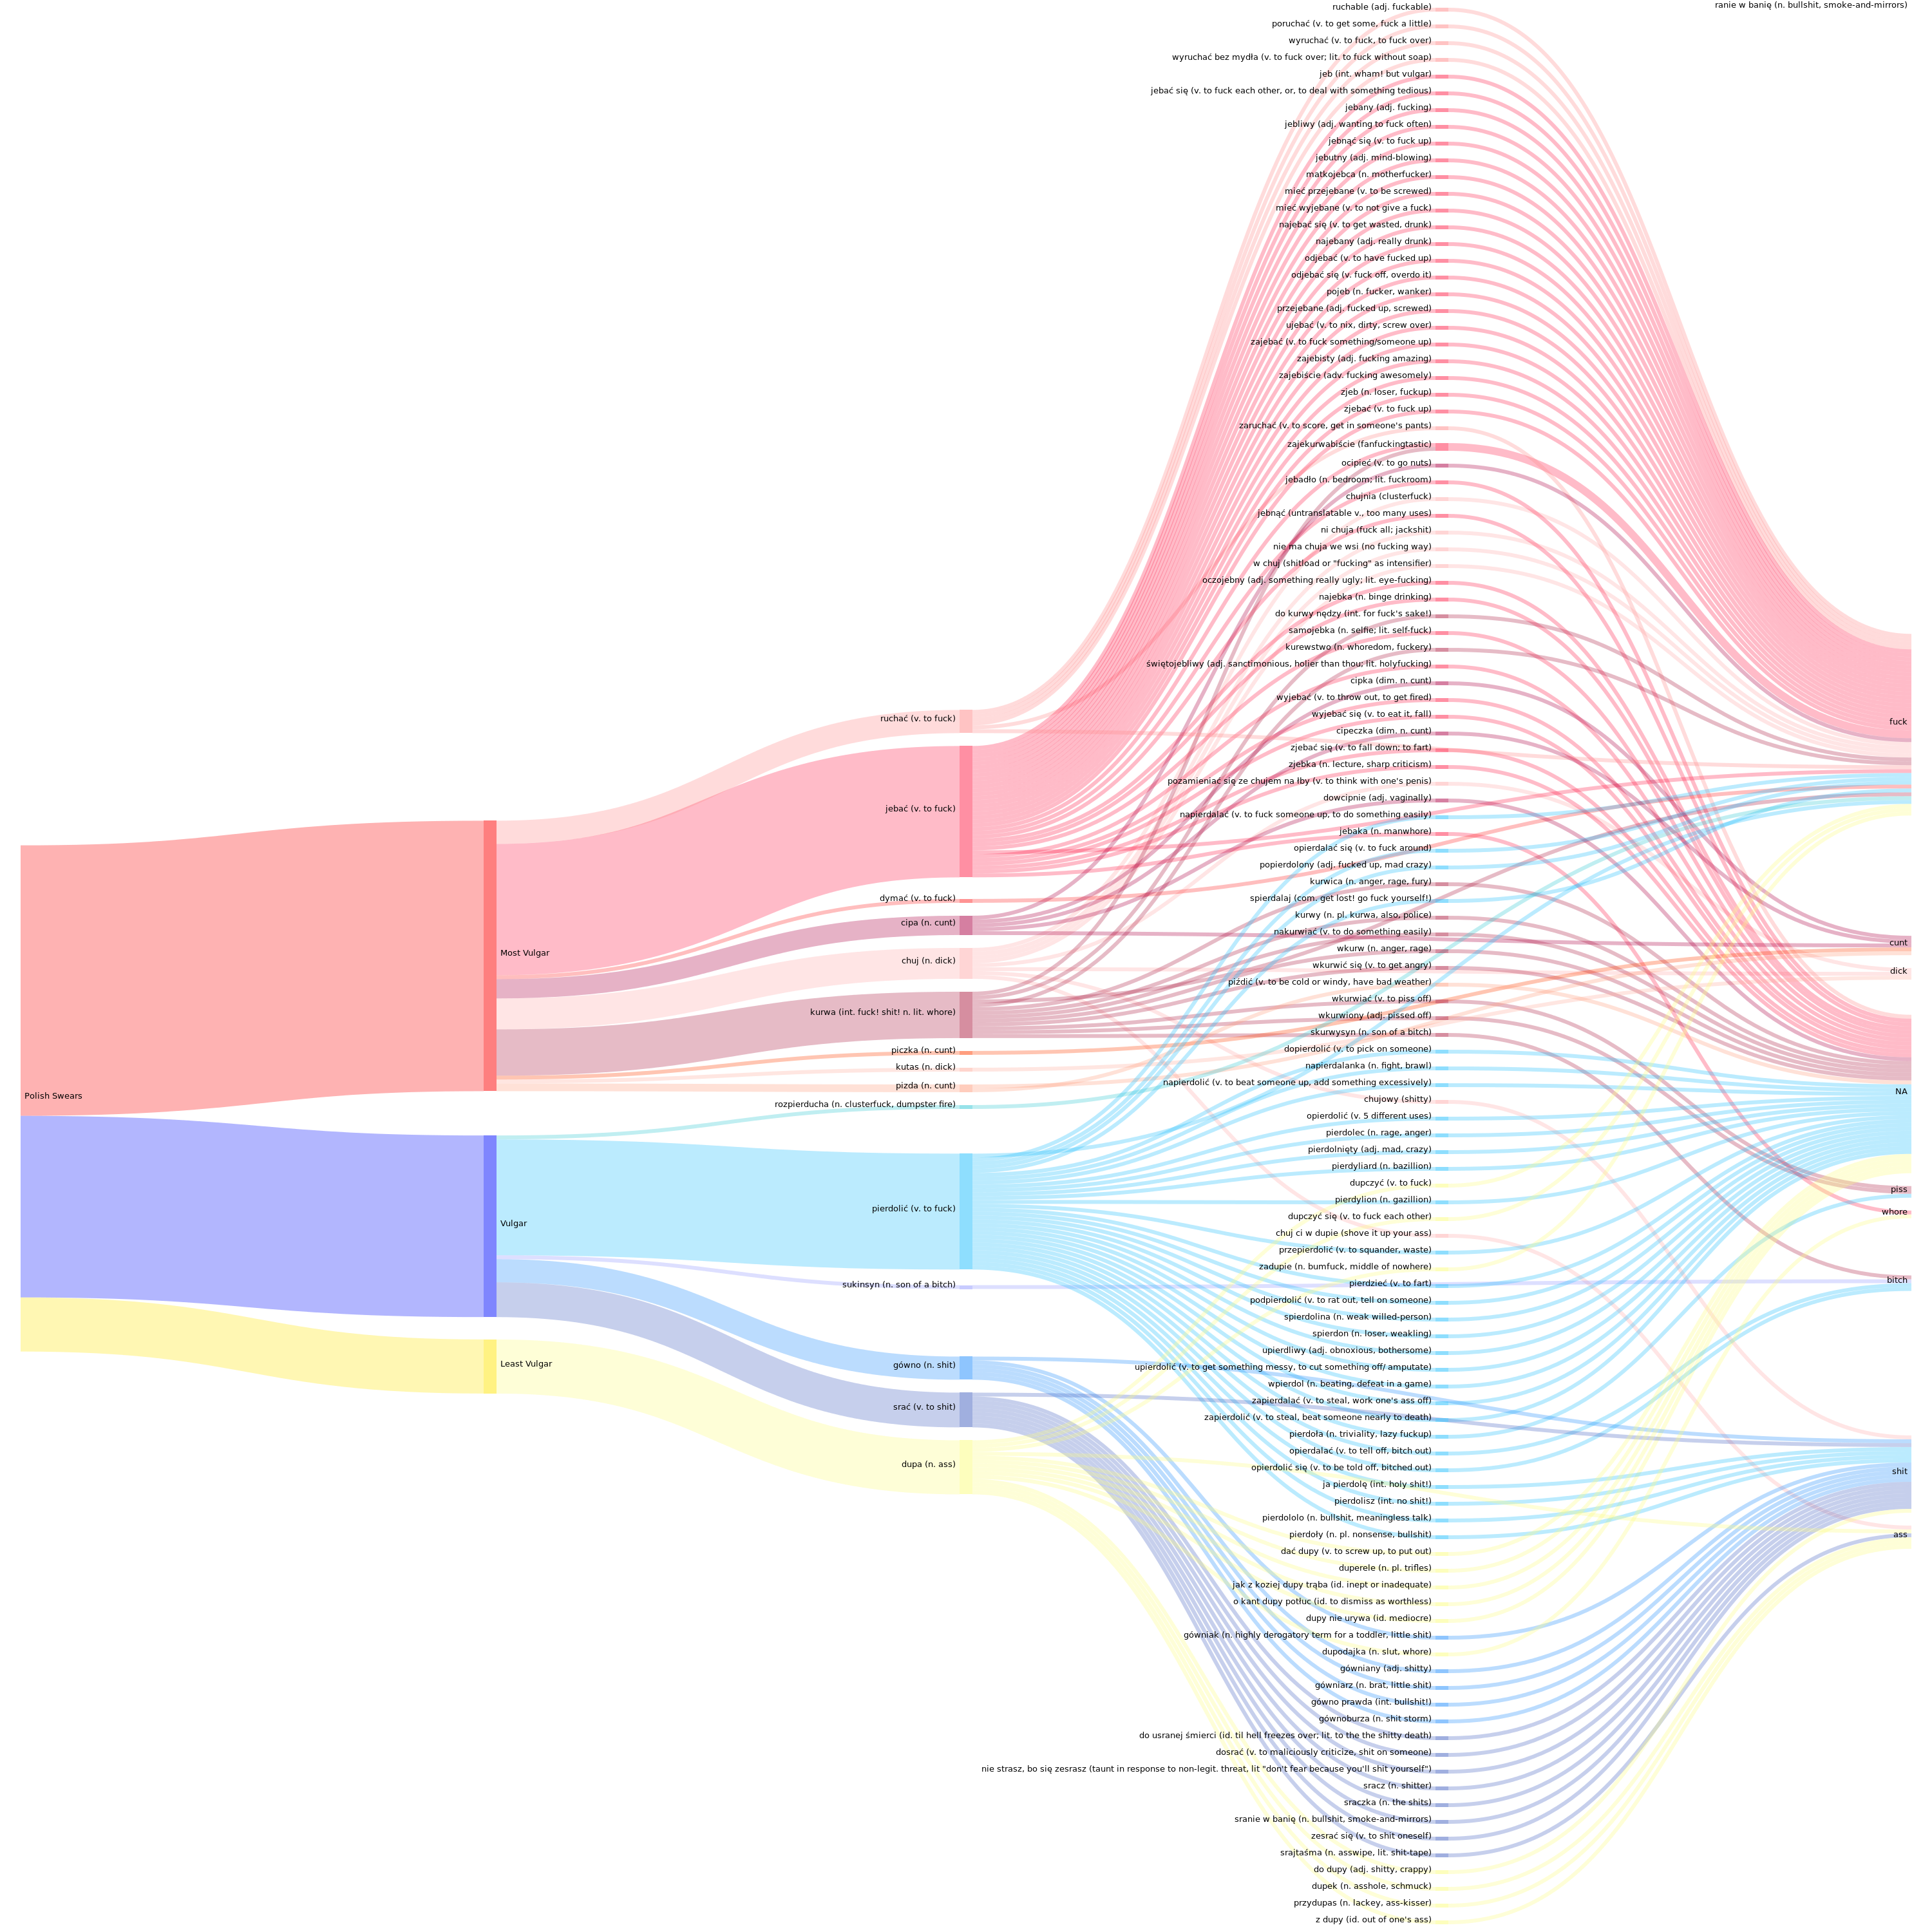 Polish Swears
Most Vulgar
Vulgar
Least Vulgar
ruchać (v. to fuck)
jebać (v. to fuck)
dymać (v. to fuck)
cipa (n. cunt)
chuj (n. dick)
kurwa (int. fuck! shit! n. lit. whore)
piczka (n. cunt)
kutas (n. dick)
pizda (n. cunt)
rozpierducha (n. clusterfuck, dumpster fire)
pierdolić (v. to fuck)
sukinsyn (n. son of a bitch)
gówno (n. shit)
srać (v. to shit)
dupa (n. ass)
ruchable (adj. fuckable)
poruchać (v. to get some, fuck a little)
wyruchać (v. to fuck, to fuck over)
wyruchać bez mydła (v. to fuck over; lit. to fuck without soap)
jeb (int. wham! but vulgar)
jebać się (v. to fuck each other, or, to deal with something tedious)
jebany (adj. fucking)
jebliwy (adj. wanting to fuck often)
jebnąć się (v. to fuck up)
jebutny (adj. mind-blowing)
matkojebca (n. motherfucker)
mieć przejebane (v. to be screwed)
mieć wyjebane (v. to not give a fuck)
najebać się (v. to get wasted, drunk)
najebany (adj. really drunk)
odjebać (v. to have fucked up)
odjebać się (v. fuck off, overdo it)
pojeb (n. fucker, wanker)
przejebane (adj. fucked up, screwed)
ujebać (v. to nix, dirty, screw over)
zajebać (v. to fuck something/someone up)
zajebisty (adj. fucking amazing)
zajebiście (adv. fucking awesomely)
zjeb (n. loser, fuckup)
zjebać (v. to fuck up)
zaruchać (v. to score, get in someone's pants)
zajekurwabiście (fanfuckingtastic)
ocipieć (v. to go nuts)
jebadło (n. bedroom; lit. fuckroom)
chujnia (clusterfuck)
jebnąć (untranslatable v., too many uses)
ni chuja (fuck all; jackshit)
nie ma chuja we wsi (no fucking way)
w chuj (shitload or "fucking" as intensifier)
oczojebny (adj. something really ugly; lit. eye-fucking)
najebka (n. binge drinking)
do kurwy nędzy (int. for fuck's sake!)
samojebka (n. selfie; lit. self-fuck)
kurewstwo (n. whoredom, fuckery)
świętojebliwy (adj. sanctimonious, holier than thou; lit. holyfucking)
cipka (dim. n. cunt)
wyjebać (v. to throw out, to get fired)
wyjebać się (v. to eat it, fall)
cipeczka (dim. n. cunt)
zjebać się (v. to fall down; to fart)
zjebka (n. lecture, sharp criticism)
pozamieniać się ze chujem na łby (v. to think with one's penis)
dowcipnie (adj. vaginally)
napierdalać (v. to fuck someone up, to do something easily)
jebaka (n. manwhore)
opierdalać się (v. to fuck around)
popierdolony (adj. fucked up, mad crazy)
kurwica (n. anger, rage, fury)
spierdalaj (com. get lost! go fuck yourself!)
kurwy (n. pl. kurwa, also, police)
nakurwiać (v. to do something easily)
wkurw (n. anger, rage)
wkurwić się (v. to get angry)
piździć (v. to be cold or windy, have bad weather)
wkurwiać (v. to piss off)
wkurwiony (adj. pissed off)
skurwysyn (n. son of a bitch)
dopierdolić (v. to pick on someone)
napierdalanka (n. fight, brawl)
napierdolić (v. to beat someone up, add something excessively)
chujowy (shitty)
opierdolić (v. 5 different uses)
pierdolec (n. rage, anger)
pierdolnięty (adj. mad, crazy)
pierdyliard (n. bazillion)
dupczyć (v. to fuck)
pierdylion (n. gazillion)
dupczyć się (v. to fuck each other)
chuj ci w dupie (shove it up your ass)
przepierdolić (v. to squander, waste)
zadupie (n. bumfuck, middle of nowhere)
pierdzieć (v. to fart)
podpierdolić (v. to rat out, tell on someone)
spierdolina (n. weak willed-person)
spierdon (n. loser, weakling)
upierdliwy (adj. obnoxious, bothersome)
upierdolić (v. to get something messy, to cut something off/ amputate)
wpierdol (n. beating, defeat in a game)
zapierdalać (v. to steal, work one's ass off)
zapierdolić (v. to steal, beat someone nearly to death)
pierdoła (n. triviality, lazy fuckup)
opierdalać (v. to tell off, bitch out)
opierdolić się (v. to be told off, bitched out)
ja pierdolę (int. holy shit!)
pierdolisz (int. no shit!)
pierdololo (n. bullshit, meaningless talk)
pierdoły (n. pl. nonsense, bullshit)
dać dupy (v. to screw up, to put out)
duperele (n. pl. trifles)
jak z koziej dupy trąba (id. inept or inadequate)
o kant dupy potłuc (id. to dismiss as worthless)
dupy nie urywa (id. mediocre)
gówniak (n. highly derogatory term for a toddler, little shit)
dupodajka (n. slut, whore)
gówniany (adj. shitty)
gówniarz (n. brat, little shit)
gówno prawda (int. bullshit!)
gównoburza (n. shit storm)
do usranej śmierci (id. til hell freezes over; lit. to the the shitty death)
dosrać (v. to maliciously criticize, shit on someone)
nie strasz, bo się zesrasz (taunt in response to non-legit. threat, lit "don't fear because you'll shit yourself")
sracz (n. shitter)
sraczka (n. the shits)
sranie w banię (n. bullshit, smoke-and-mirrors)
zesrać się (v. to shit oneself)
srajtaśma (n. asswipe, lit. shit-tape)
do dupy (adj. shitty, crappy)
dupek (n. asshole, schmuck)
przydupas (n. lackey, ass-kisser)
z dupy (id. out of one's ass)
ranie w banię (n. bullshit, smoke-and-mirrors)
fuck
cunt
dick
NA
piss
whore
bitch
shit
ass